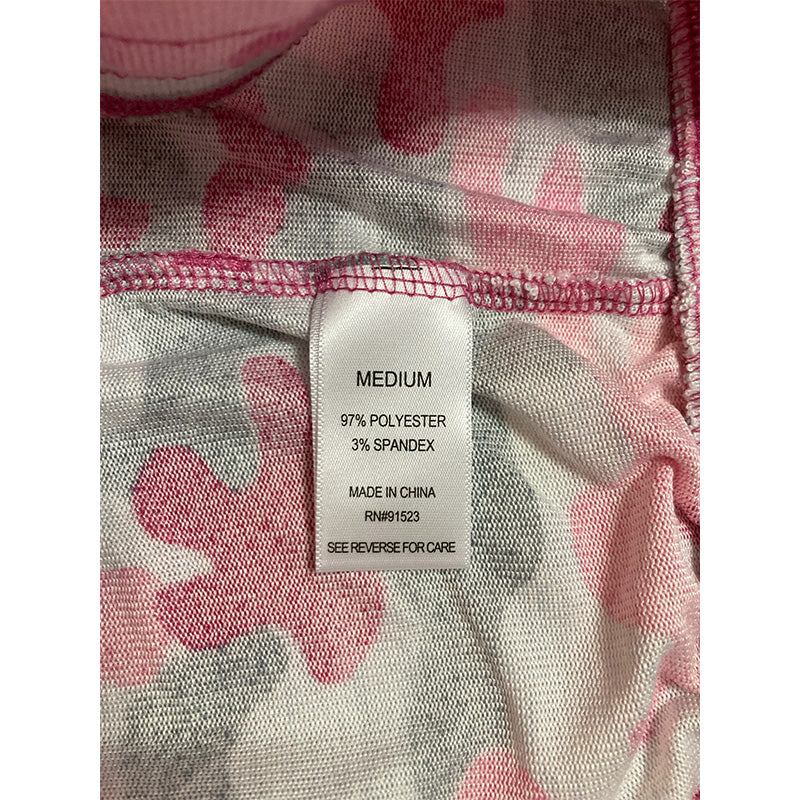 MEDIUM
97% POLYESTER
3% SPANDEX
MADE IN CHINA
RN#91523
SEE REVERSE FOR CARE